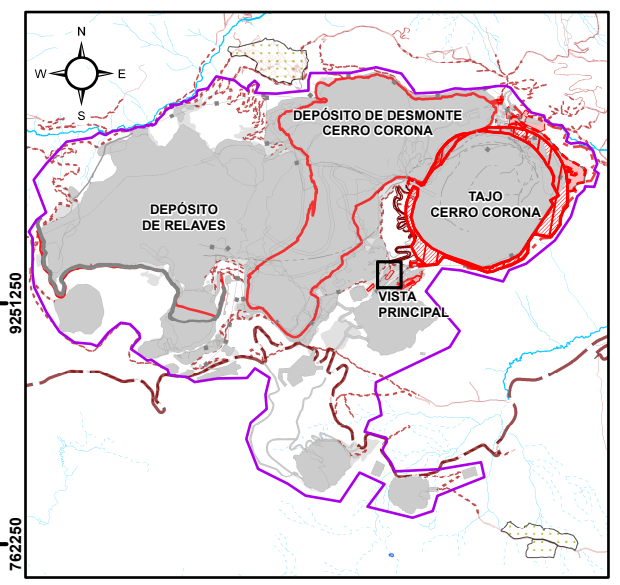 N
W E
S
DEPÓSITO DE DESMONTE
CERRO CORONA
TAJO
CERRO CORONA
DEPÓSITO
DE RELAVES
VISTA
PRINCIPAL
9251250
762250